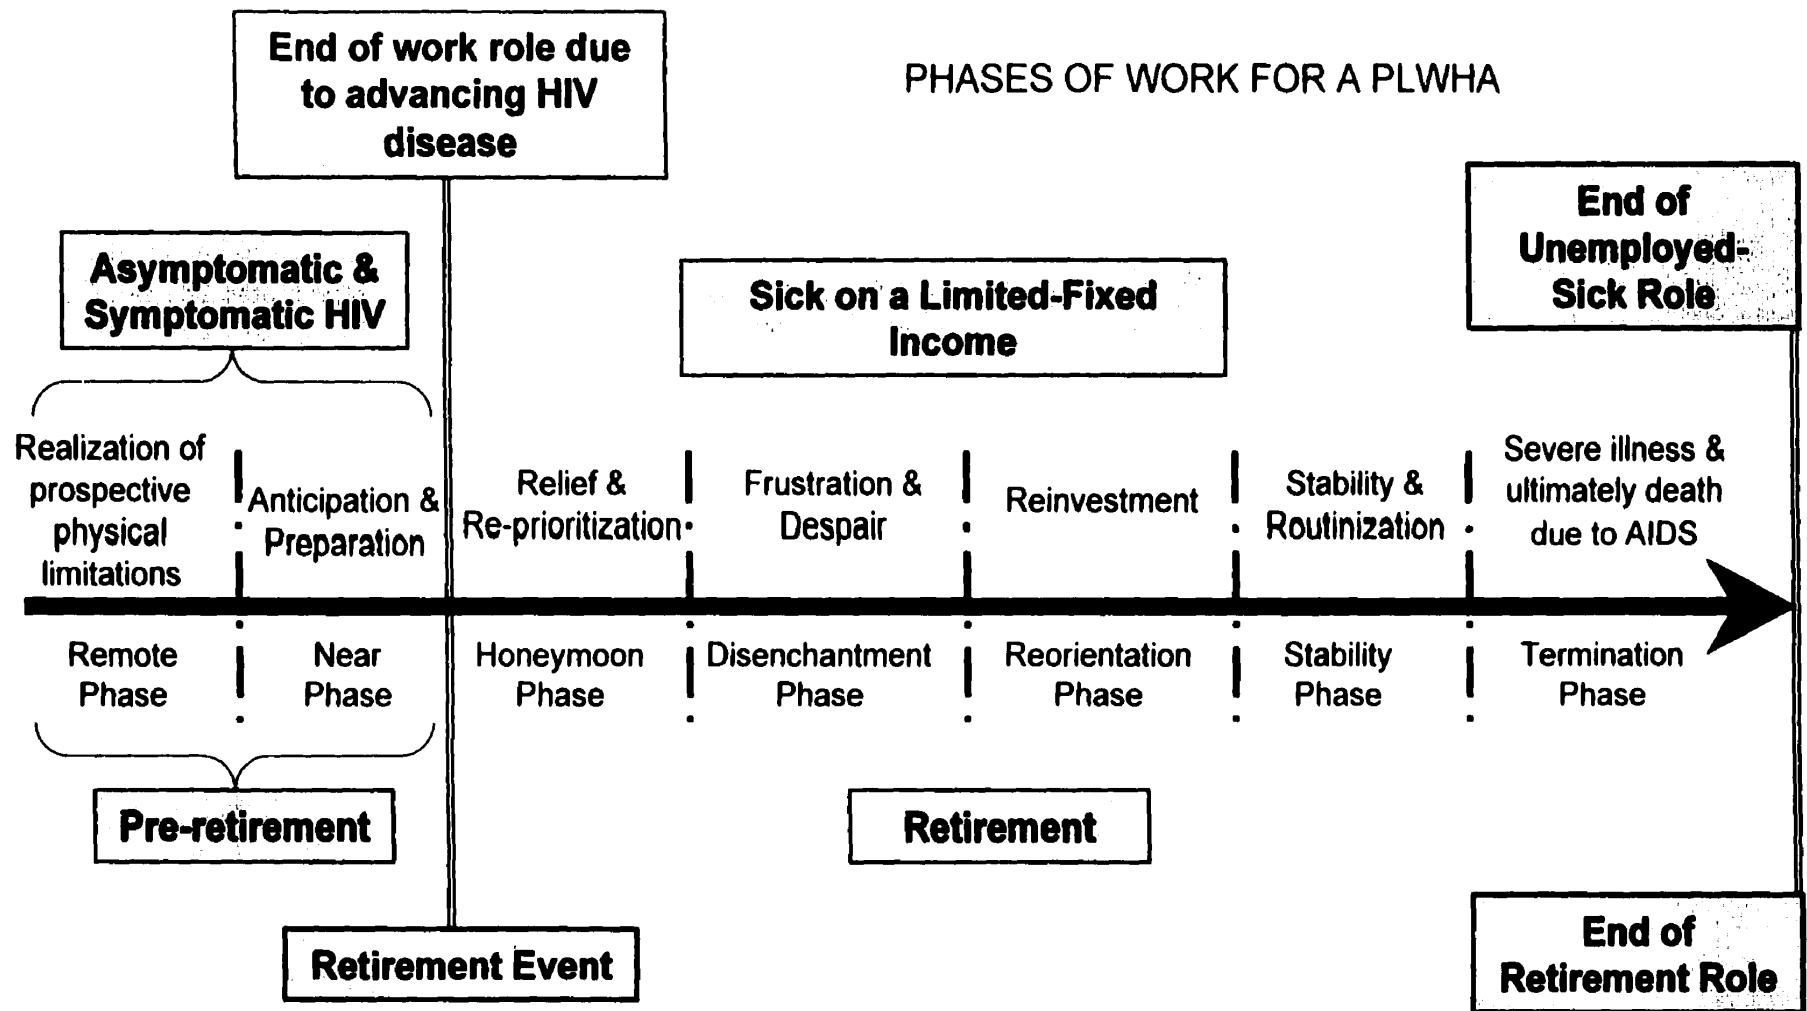 End of work role due
to advancing HIV
disease
PHASES OF WORK FOR A PLWHA
End of
Unemployed-
Sick Role
Asymptomatic &
Symptomatic HIV
Sick on a Limited-Fixed
Income
Realization of
prospective
physical
limitations
Anticipation &
Preparation
Relief &
Re-prioritization
Frustration &
Despair
Reinvestment
Stability &
Routinization
Severe illness &
ultimately death
due to AIDS
Remote
Phase
Near
Phase
Honeymoon
Phase
Disenchantment
Phase
Reorientation
Phase
Stability
Phase
Termination
Phase
Pre-retirement
Retirement
Retirement Event
End of
Retirement Role